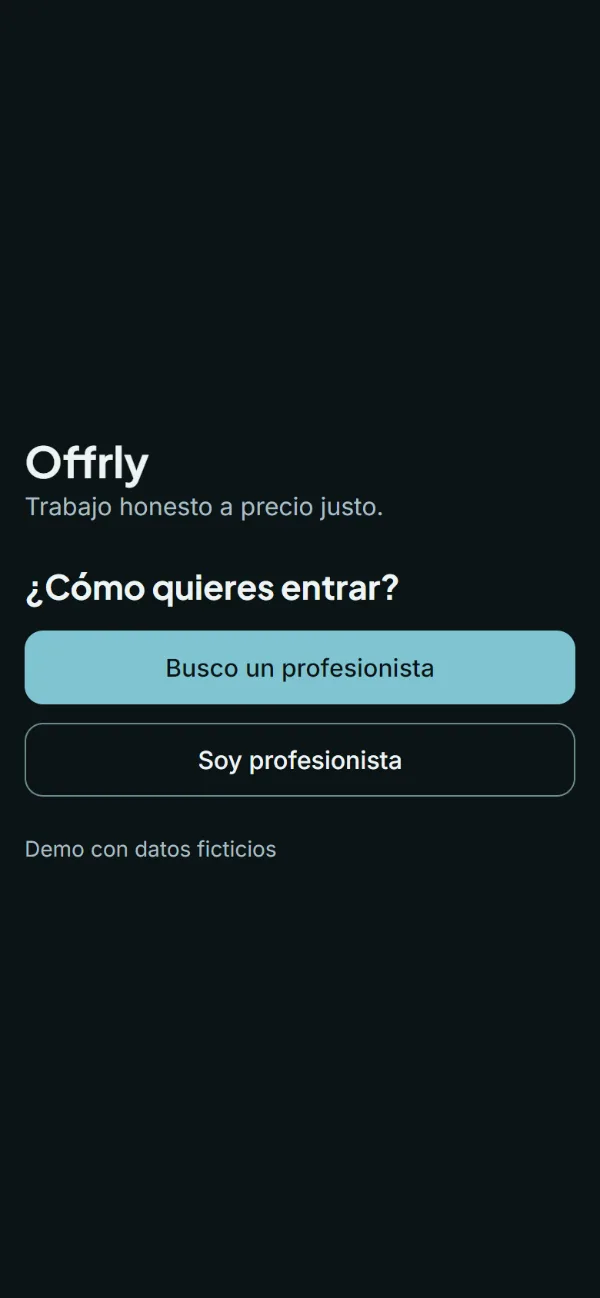 Offrly
Trabajo honesto a precio justo.
¿Cómo quieres entrar?
Busco un profesionista
Soy profesionista
Demo con datos ficticios